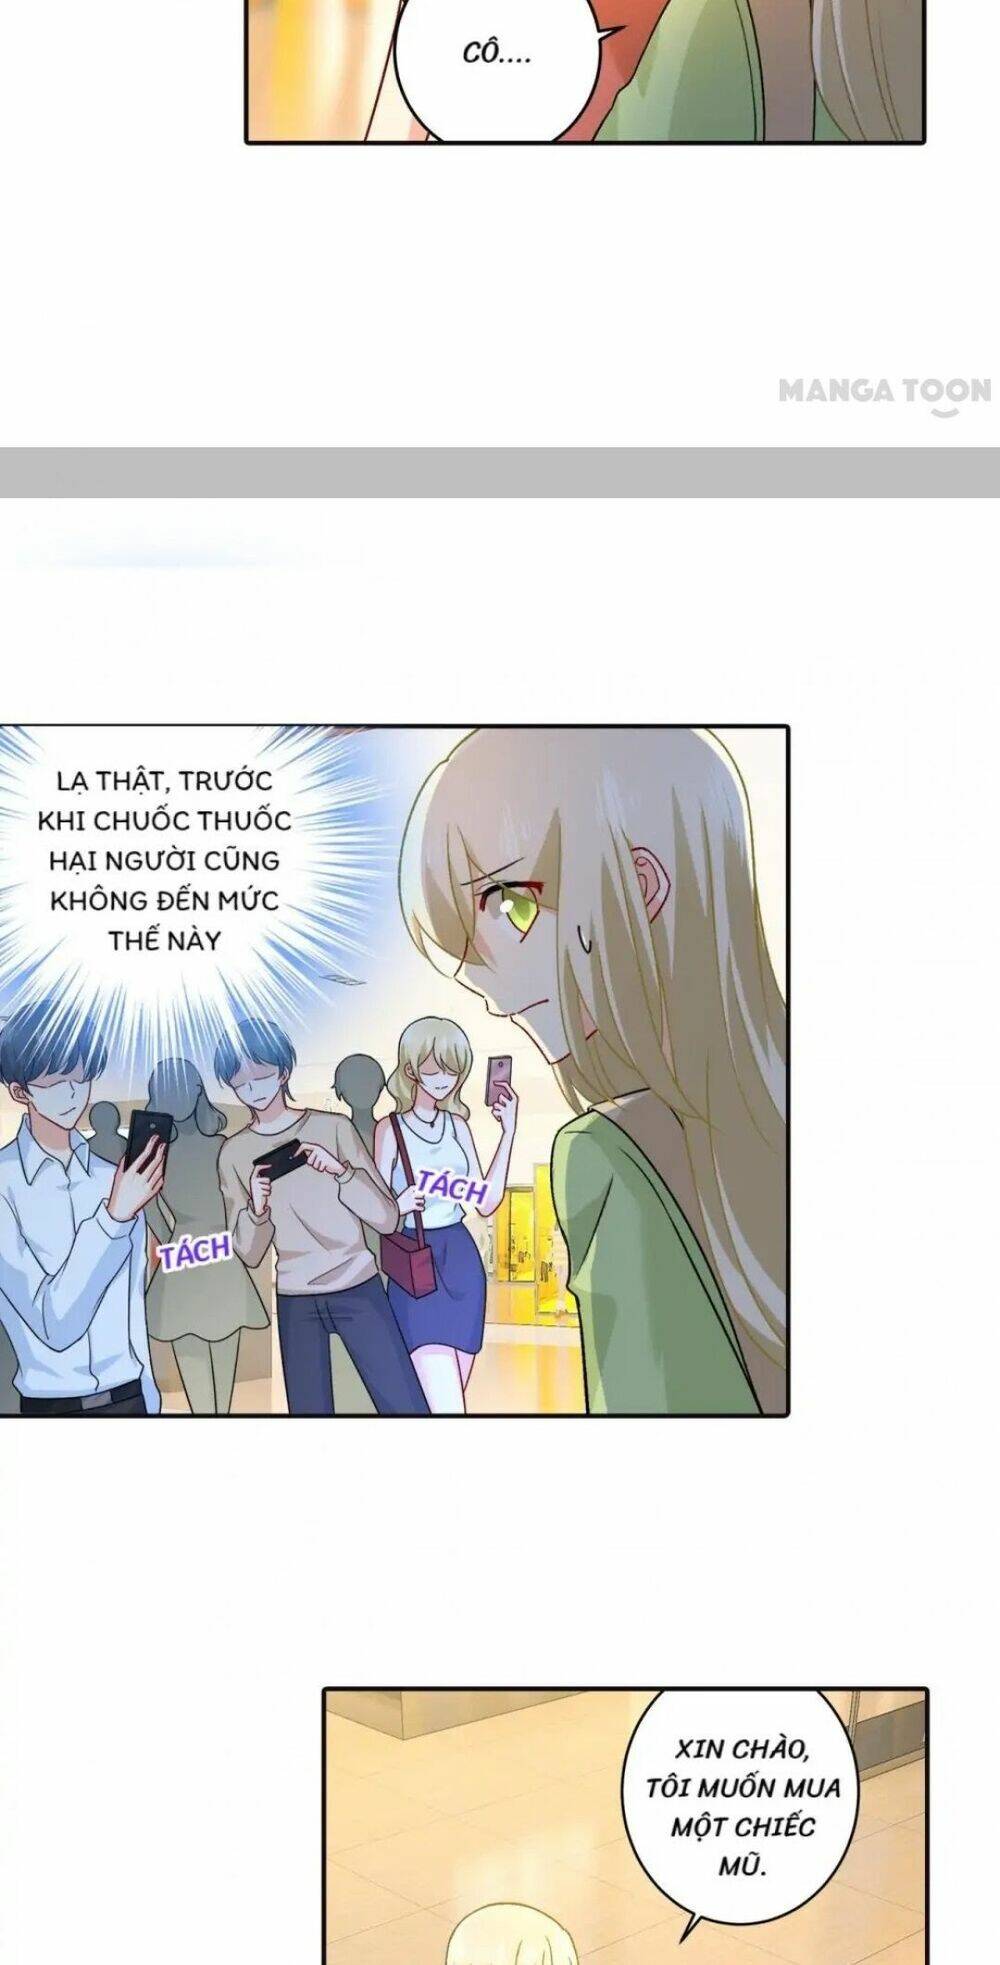 CÔ....
MANGA TOON
LẠ THẬT, TRƯỚC
KHI CHUỐC THUỐC
HẠI NGƯỜI CŨNG
KHÔNG ĐẾN MỨC
THẾ NÀY
TÁCH
TÁCH
XIN CHÀO,
TÔI MUỐN MUA
MỘT CHIẾC
MŨ.